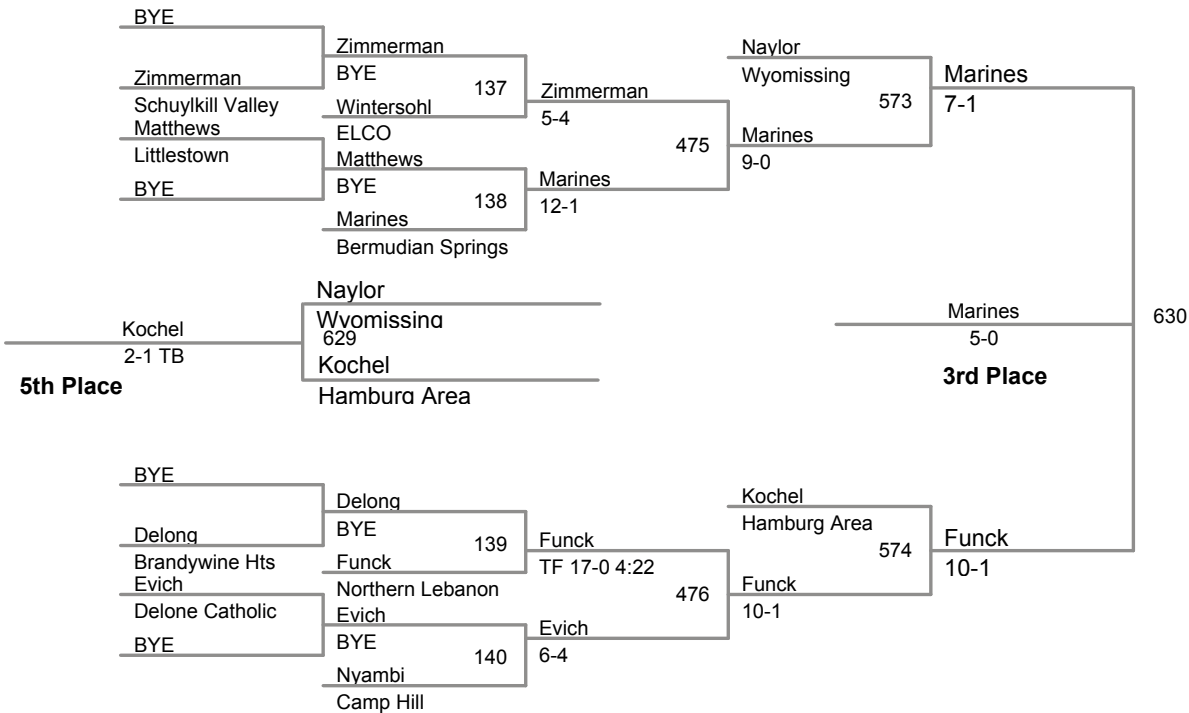 BYE
Zimmerman
Schuylkill Valley
Matthews
Littlestown
BYE
Zimmerman
BYE
137
Wintersohl
ELCO
Matthews
BYE
138
Marines
Bermudian Springs
Zimmerman
5-4
475
Marines
12-1
Naylor
Wyomissing
573
Marines
9-0
Marines
7-1
Naylor
Wyomissing
629
Kochel
Hamburg Area
Kochel
2-1 TB
5th Place
Marines
5-0
3rd Place
630
BYE
Delong
Brandywine Hts
Evich
Delone Catholic
BYE
Delong
BYE
139
Funck
Northern Lebanon
Evich
BYE
140
Nyambi
Camp Hill
Funck
TF 17-0 4:22
476
Evich
6-4
Kochel
Hamburg Area
574
Funck
10-1
Funck
10-1